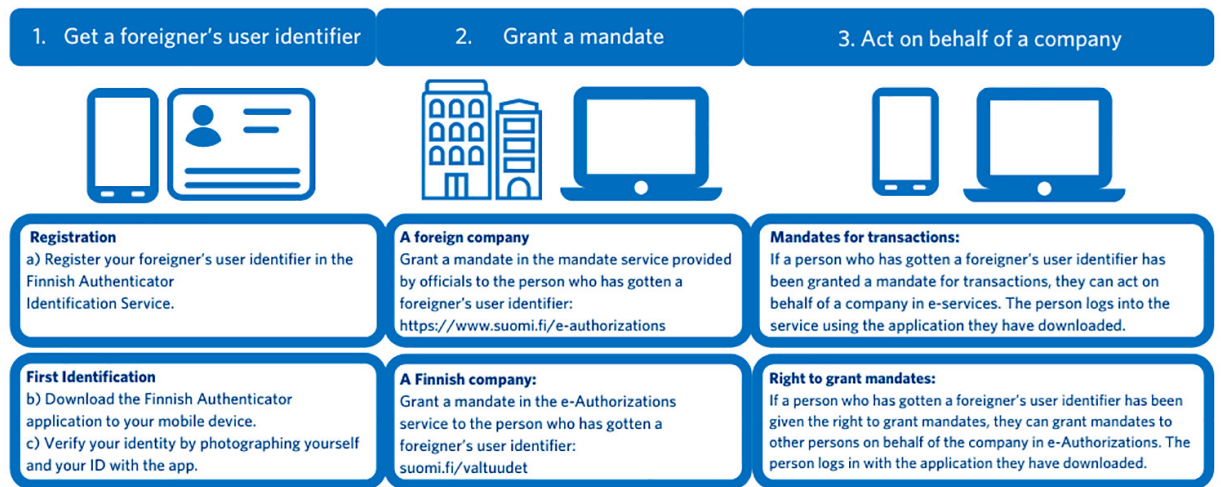 1. Get a foreigner's user identifier
2. Grant a mandate
3. Act on behalf of a company
Registration
a) Register your foreigner's user identifier in the
Finnish Authenticator
Identification Service.
First Identification
b) Download the Finnish Authenticator
application to your mobile device.
c) Verify your identity by photographing yourself
and your ID with the app.
A foreign company
Grant a mandate in the mandate service provided
by officials to the person who has gotten a
foreigner's user identifier:
https://www.suomi.fi/e-authorizations
A Finnish company:
Grant a mandate in the e-Authorizations
service to the person who has gotten a
foreigner's user identifier:
suomi.fi/valtuudet
Mandates for transactions:
If a person who has gotten a foreigner's user identifier has
been granted a mandate for transactions, they can act on
behalf of a company in e-services. The person logs into the
service using the application they have downloaded.
Right to grant mandates:
If a person who has gotten a foreigner's user identifier has been
given the right to grant mandates, they can grant mandates to
other persons on behalf of the company in e-Authorizations. The
person logs in with the application they have downloaded.